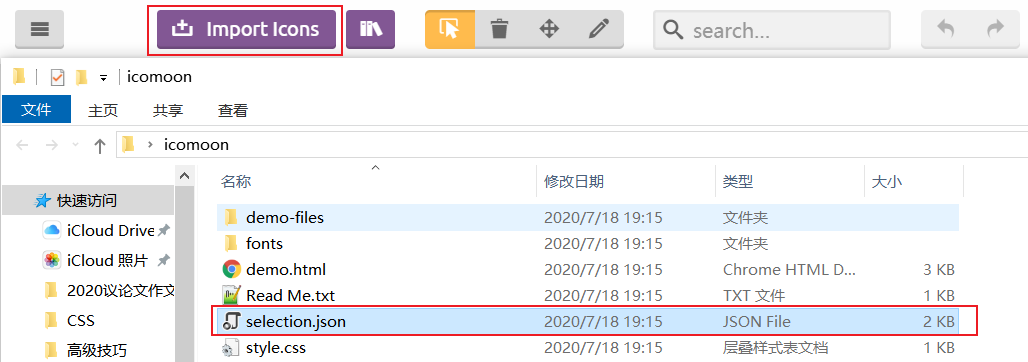 Import Icons search...
icomoon
文件 主页 共享 查看
icomoon
名称 修改日期 类型 大小
快速访问
iCloud Drive
iCloud 照片
2020议论文作文
CSS
高级技巧
demo-files 2020/7/18 19:15 文件夹
fonts 2020/7/18 19:15 文件夹
demo.html 2020/7/18 19:15 Chrome HTML D... 3 KB
Read Me.txt 2020/7/18 19:15 TXT 文件 1 KB
selection.json 2020/7/18 19:15 JSON File 2 KB
style.css 2020/7/18 19:15 层叠样式表文档 1 KB